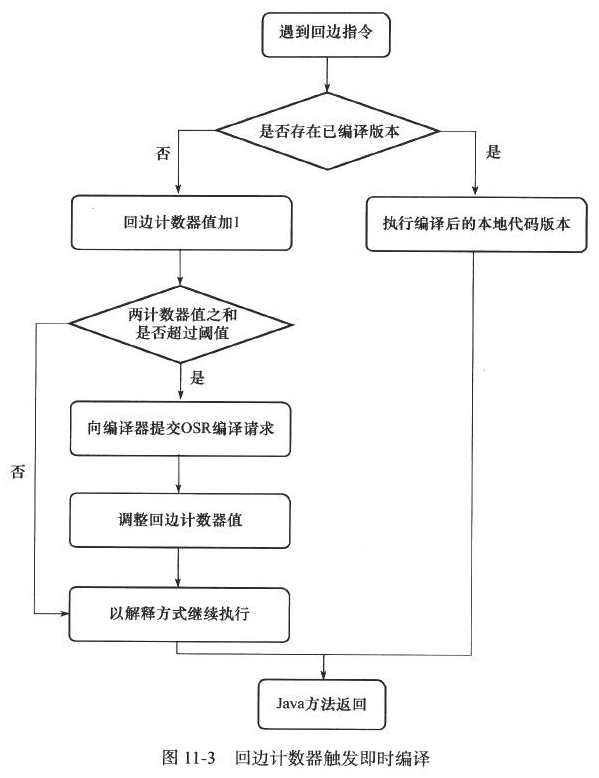 遇到回边指令
是否存在已编译版本
否
是
回边计数器值加1
执行编译后的本地代码版本
两计数器值之和
是否超过阈值
是
向编译器提交OSR编译请求
否
调整回边计数器值
以解释方式继续执行
Java方法返回
图 11-3 回边计数器触发即时编译